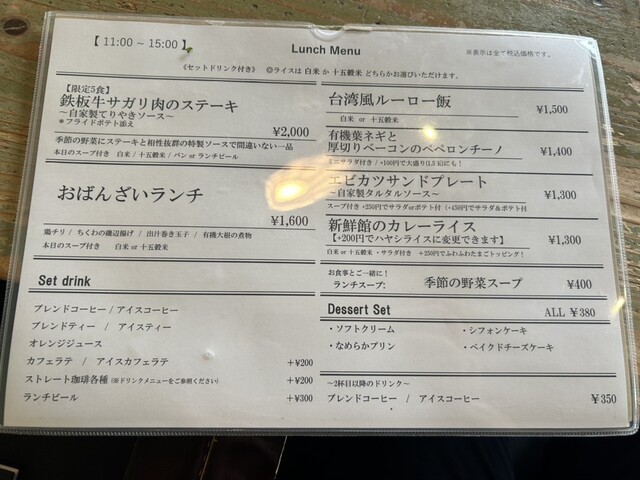 【 11:00 ~ 15:00 】
Lunch Menu
※表示は全て税込価格です。
《セットドリンク付き》 ◎ライスは 白米 か 十五穀米 どちらかお選びいただけます。
【限定5食】
鉄板牛サガリ肉のステーキ
～自家製てりやきソース～
＊フライドポテト添え
¥2,000
季節の野菜にステーキと相性抜群の特製ソースで間違いない一品
本日のスープ付き 白米 / 十五穀米 / パン or ランチビール
おばんざいランチ
¥1,600
鶏チリ / ちくわの磯辺揚げ / 出汁巻き玉子 / 有機大根の煮物
本日のスープ付き 白米 or 十五穀米
Set drink
ブレンドコーヒー / アイスコーヒー
ブレンドティー / アイスティー
オレンジジュース
カフェラテ / アイスカフェラテ +¥200
ストレート珈琲各種 (※ドリンクメニューをご参照ください) +¥200
ランチビール +¥300
台湾風ルーロー飯
¥1,500
白米 or 十五穀米
有機葉ネギと
厚切りベーコンのペペロンチーノ
¥1,400
ミニサラダ付き / +100円で大盛り(1.5倍)にも!
エビカツサンドプレート
～自家製タルタルソース～
¥1,300
スープ付き +250円でサラダorポテト付 (+450円でサラダ&ポテト付
新鮮館のカレーライス
【+200円でハヤシライスに変更できます】
¥1,300
白米 or 十五穀米 ・サラダ付き +250円でふわふわたまごトッピング!
お食事とご一緒に!
ランチスープ: 季節の野菜スープ ¥400
Dessert Set ALL ¥380
・ソフトクリーム ・シフォンケーキ
・なめらかプリン ・ベイクドチーズケーキ
～2杯目以降のドリンク～
ブレンドコーヒー / アイスコーヒー ¥350